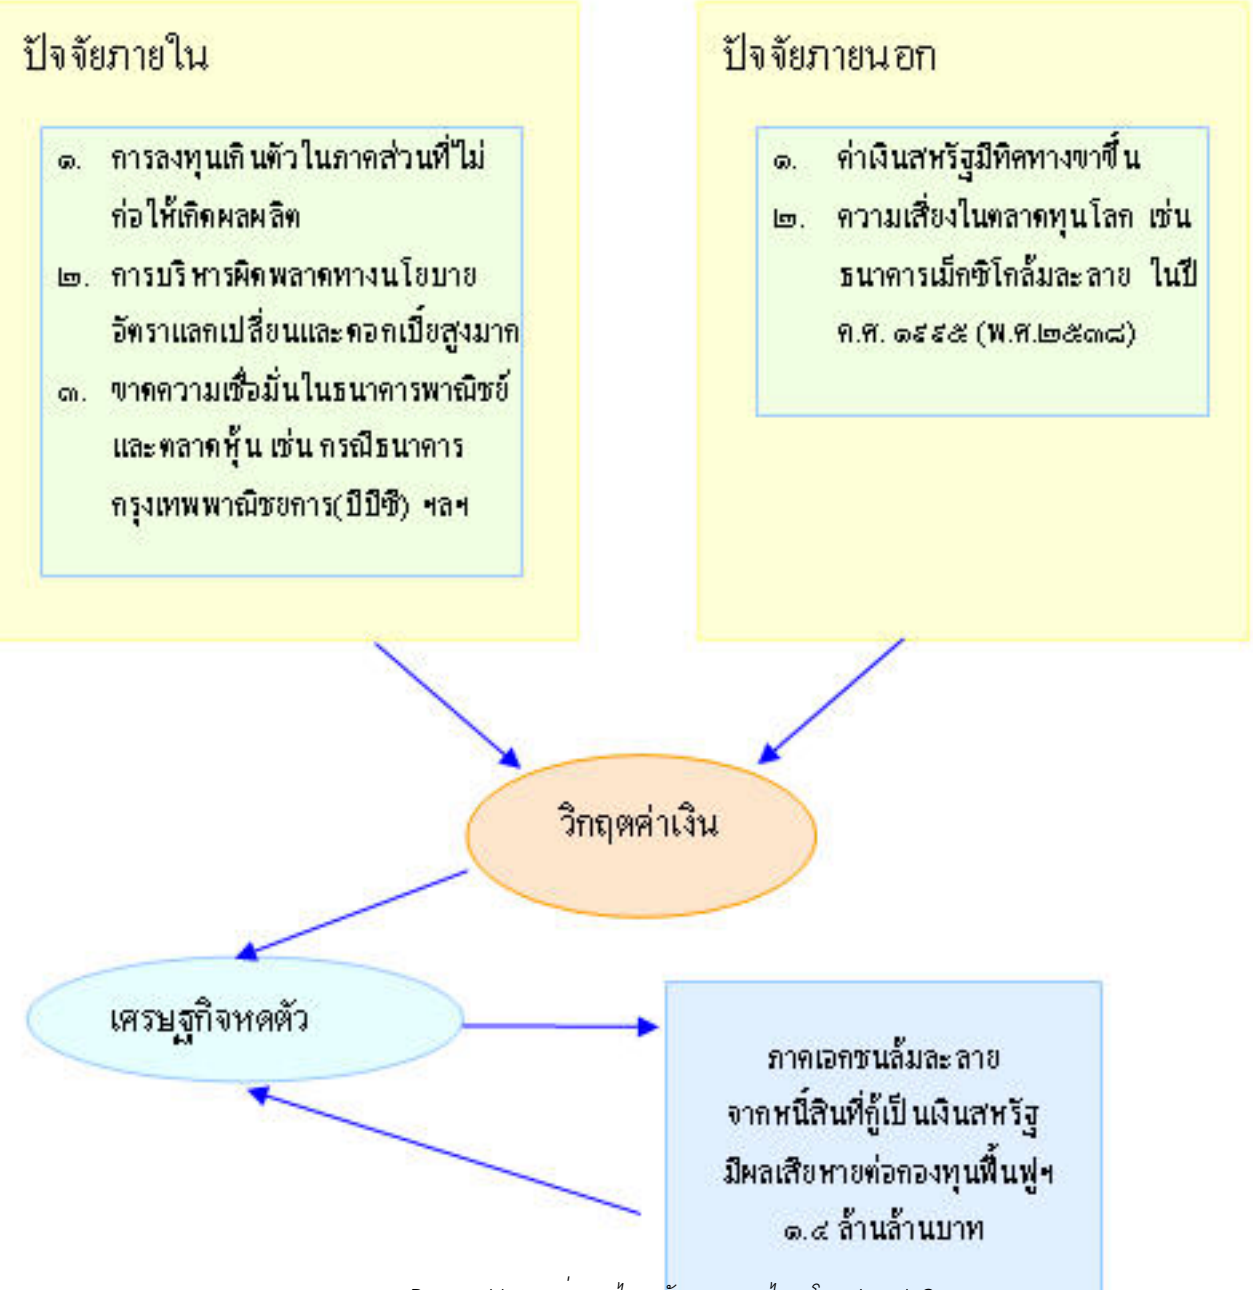 ปัจจัยภายใน
๑. การลงทุนเกินตัวในภาคส่วนที่ไม่
ก่อให้เกิดผลผลิต
๒. การบริหารผิดพลาดทางนโยบาย
อัตราแลกเปลี่ยนและดอกเบี้ยสูงมาก
๓. ขาดความเชื่อมั่นในธนาคารพาณิชย์
และตลาดหุ้น เช่น กรณีธนาคาร
กรุงเทพพาณิชยการ(บีบีซี) ฯลฯ
ปัจจัยภายนอก
๑. ค่าเงินสหรัฐมีทิศทางขาขึ้น
๒. ความเสี่ยงในตลาดทุนโลก เช่น
ธนาคารเม็กซิโกล้มละลาย ในปี
ค.ศ. ๑๙๙๕ (พ.ศ.๒๕๓๘)
วิกฤตค่าเงิน
เศรษฐกิจหดตัว
ภาคเอกชนล้มละลาย
จากหนี้สินที่กู้เป็นเงินสหรัฐ
มีผลเสียหายต่อกองทุนฟื้นฟูฯ
๑.๔ ล้านล้านบาท